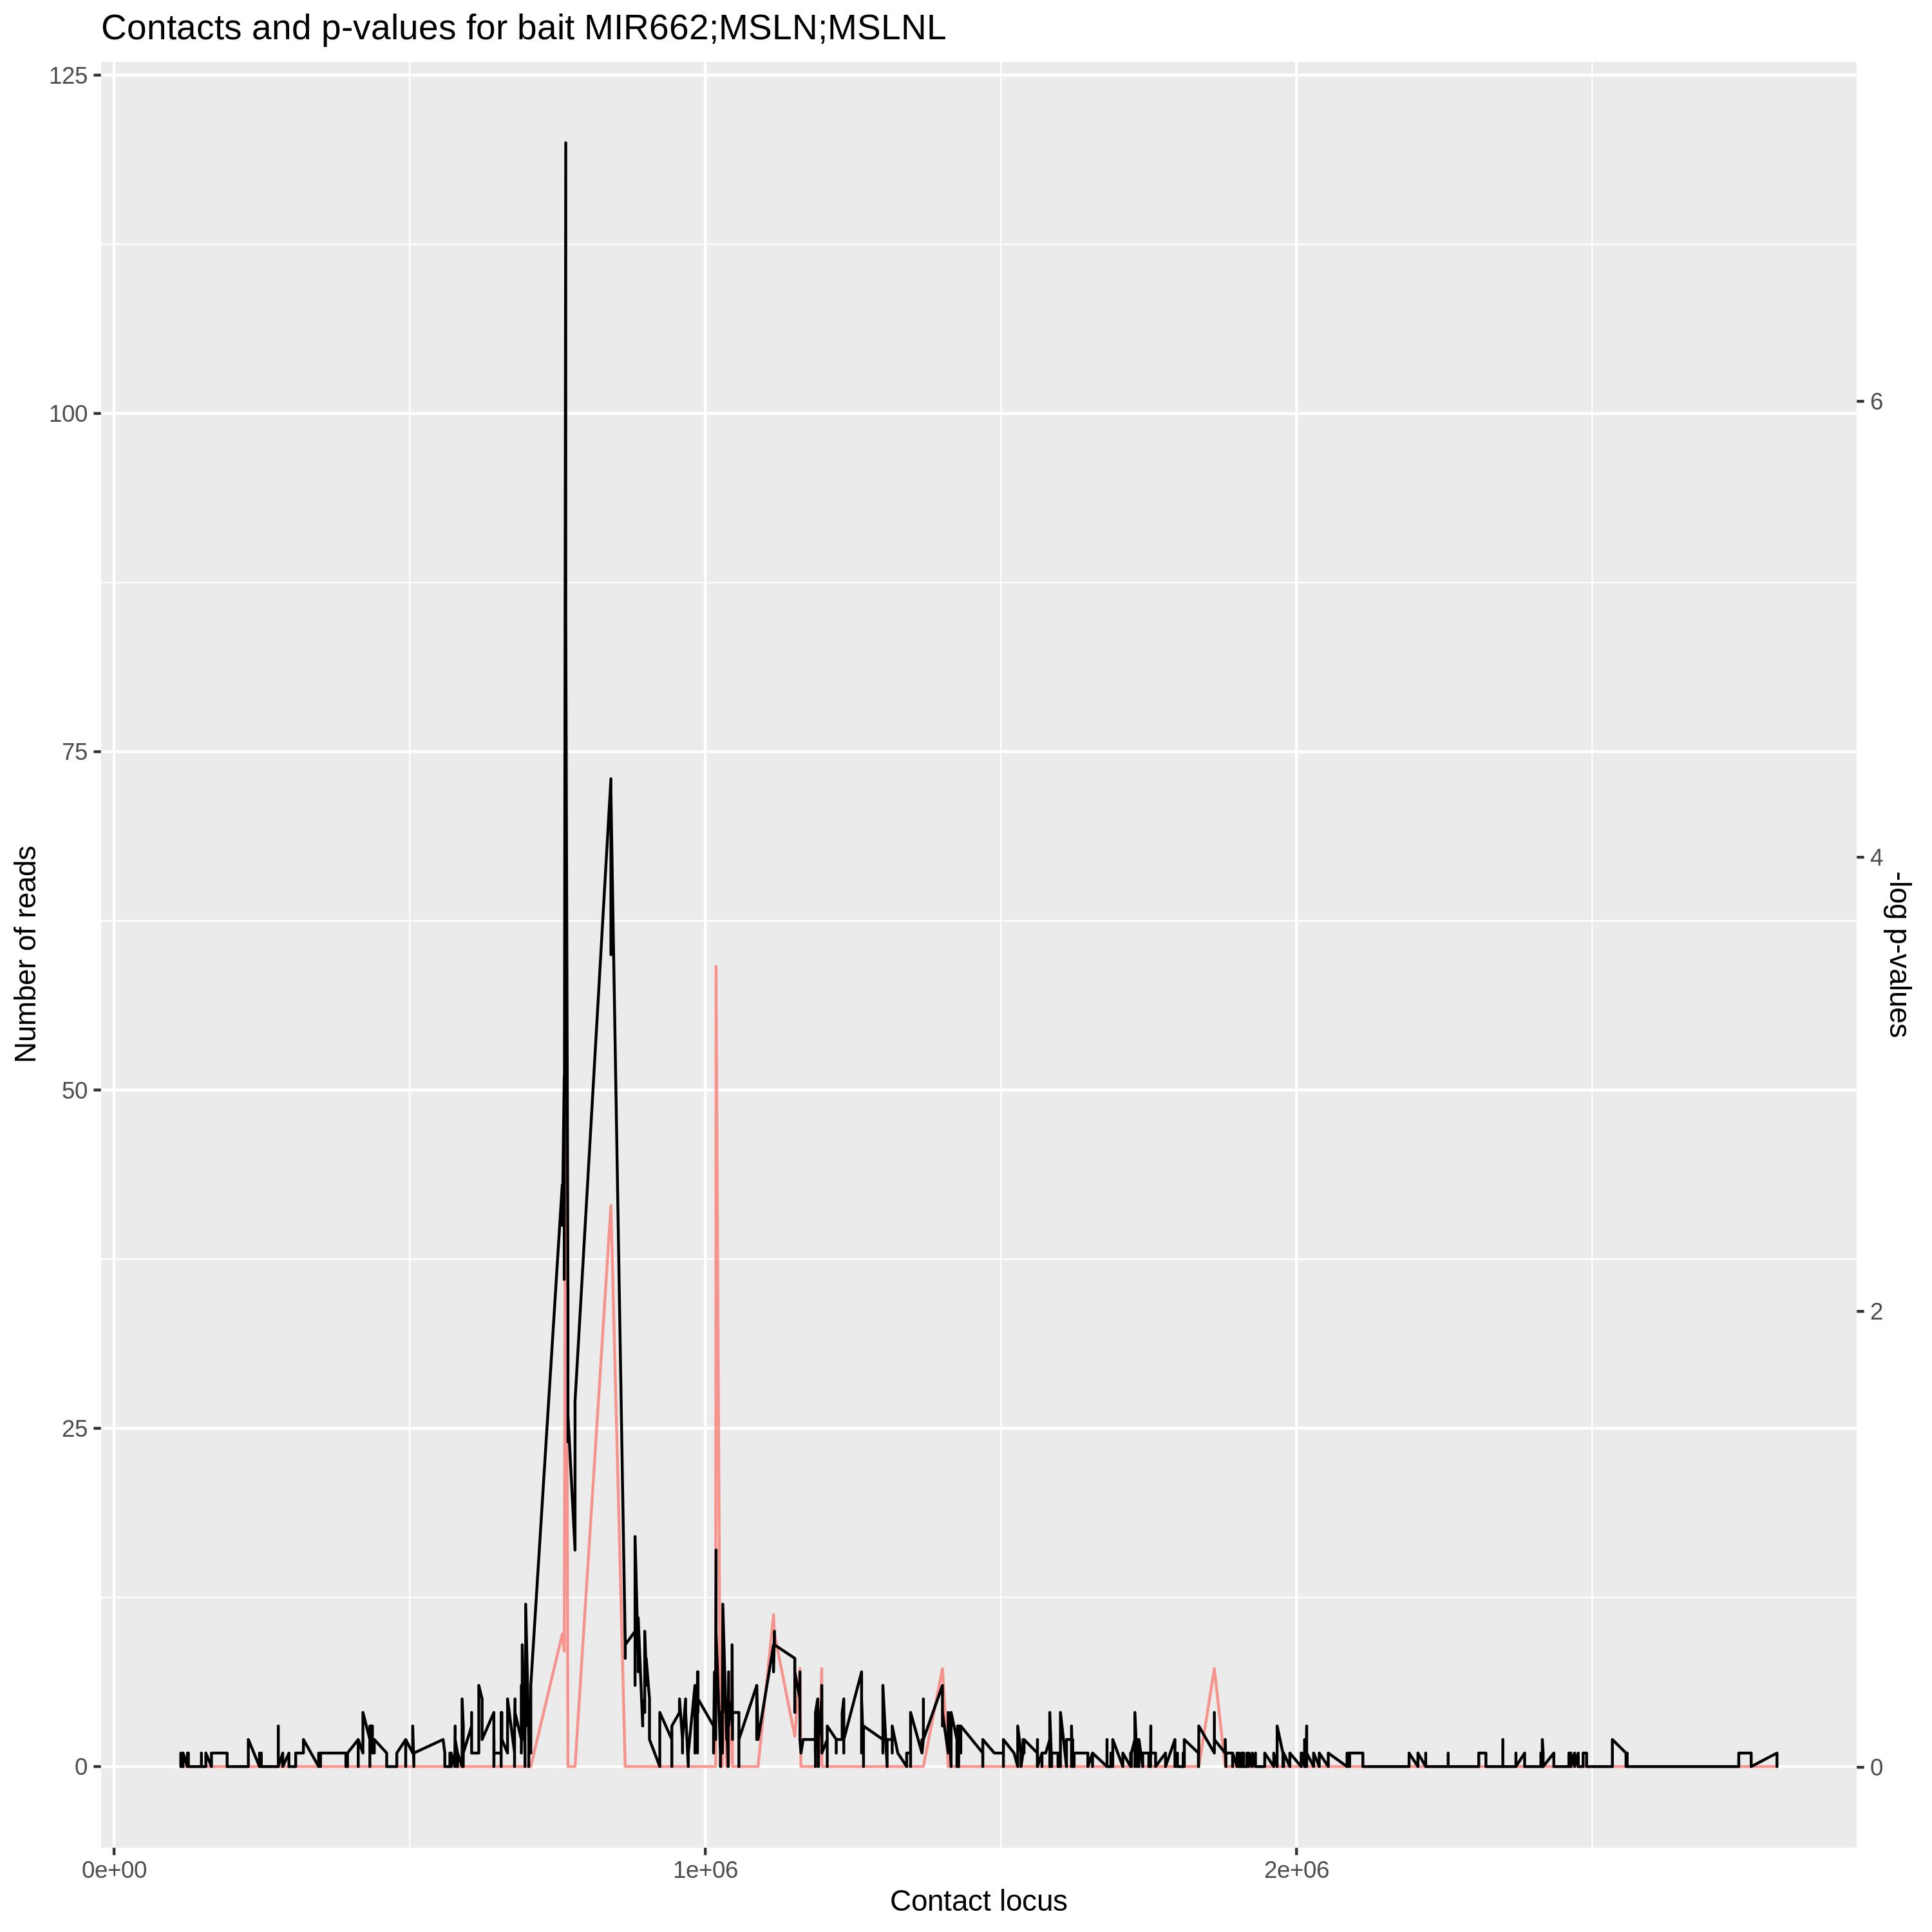 Contacts and p-values for bait MIR662;MSLN;MSLNL
125
100
75
50
25
0
Number of reads
6
4
2
0
-log p-values
0e+00
1e+06
2e+06
Contact locus